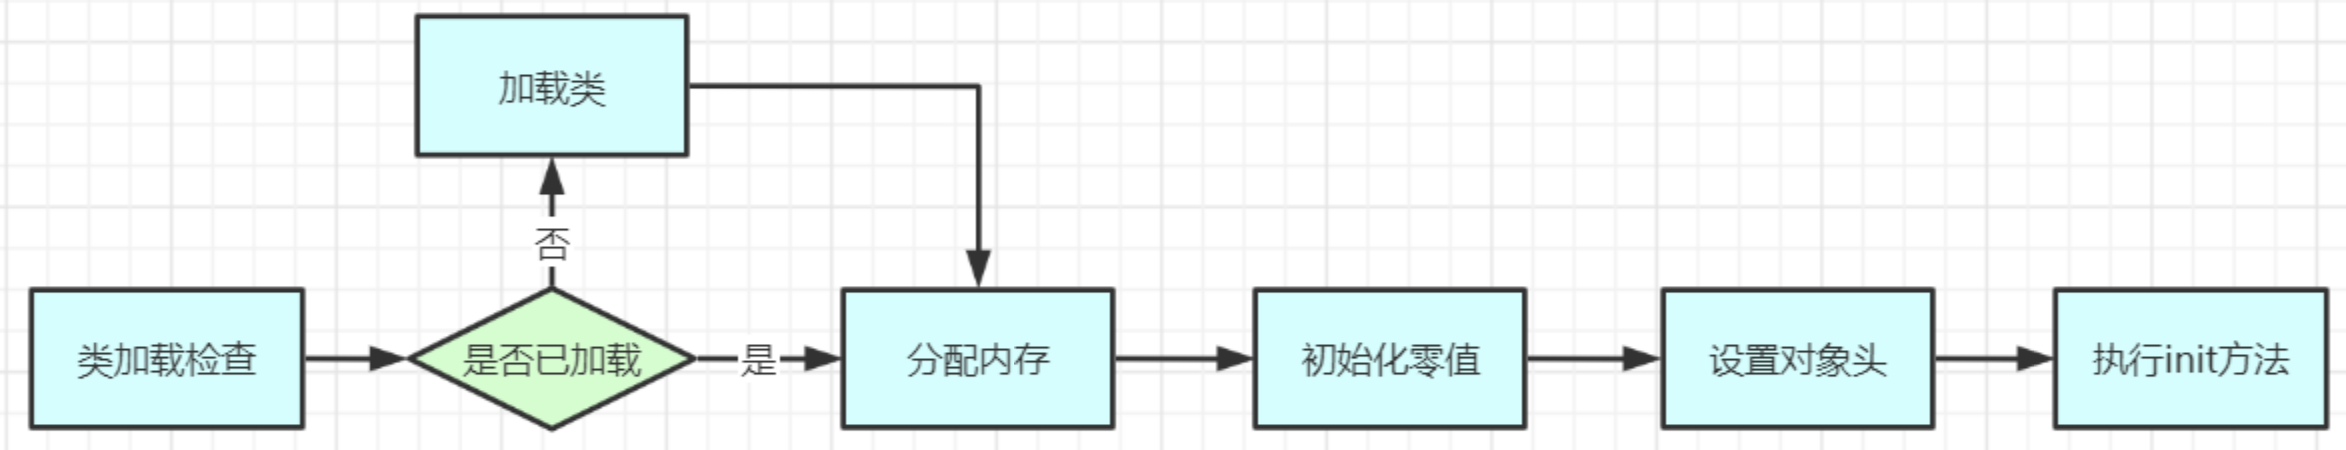 加载类
否
类加载检查
是否已加载
是
分配内存
初始化零值
设置对象头
执行init方法